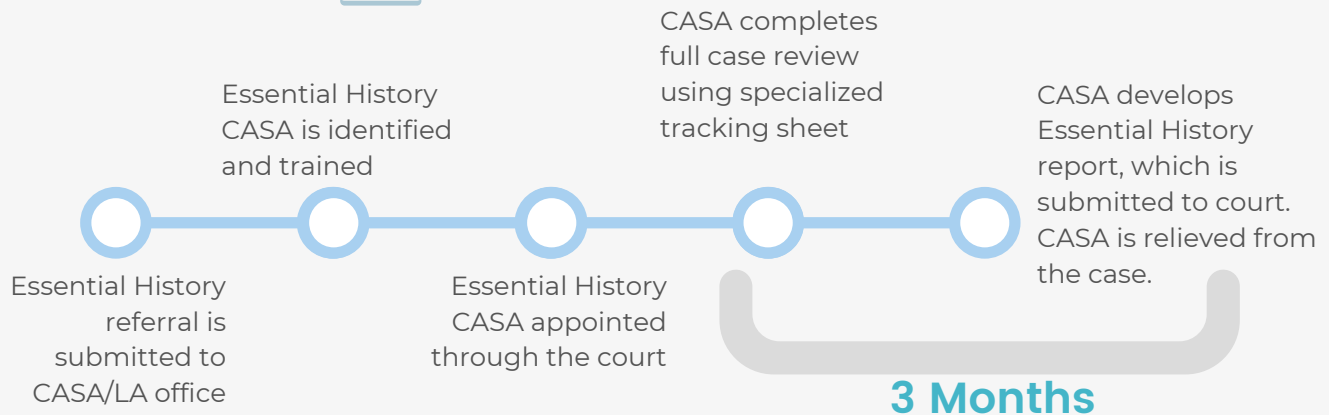 Essential History
referral is
submitted to
CASA/LA office
Essential History
CASA is identified
and trained
Essential History
CASA appointed
through the court
CASA completes
full case review
using specialized
tracking sheet
CASA develops
Essential History
report, which is
submitted to court.
CASA is relieved from
the case.
3 Months